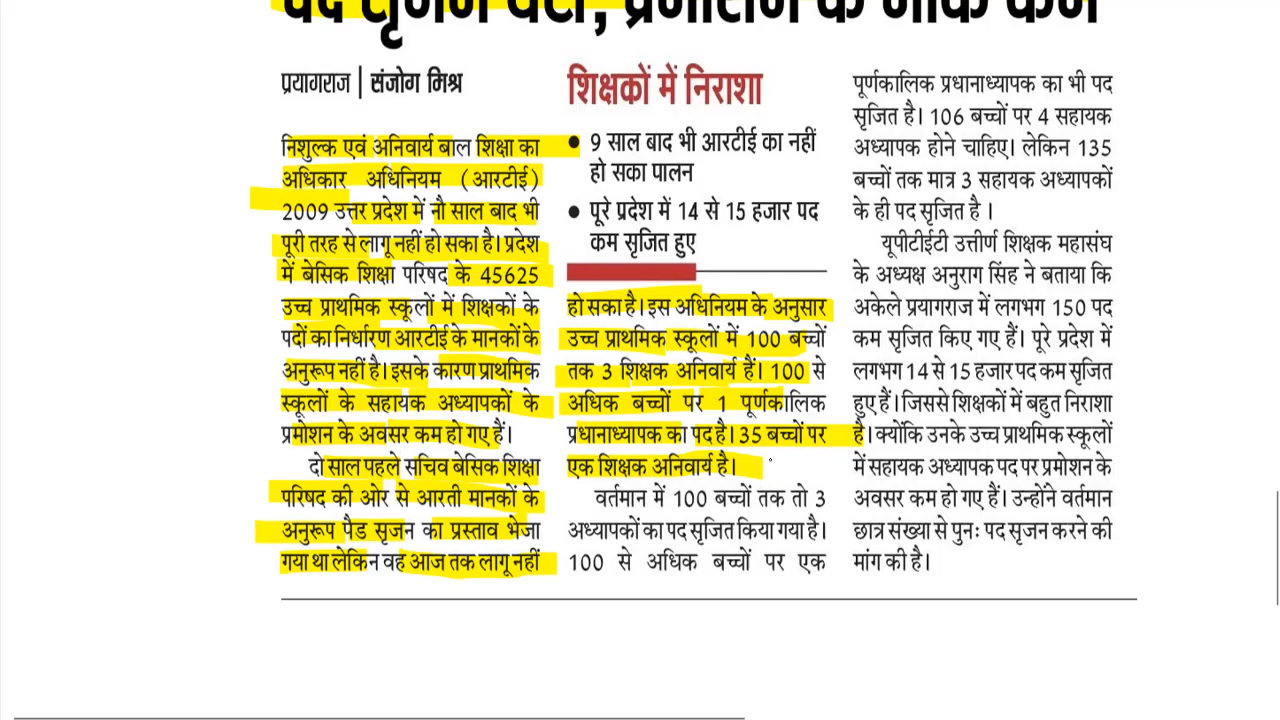 पद सृजन घटा, प्रमोशन के मौके कम
प्रयागराज | संजोग मिश्र
निशुल्क एवं अनिवार्य बाल शिक्षा का
अधिकार अधिनियम (आरटीई)
2009 उत्तर प्रदेश में नौ साल बाद भी
पूरी तरह से लागू नहीं हो सका है। प्रदेश
में बेसिक शिक्षा परिषद के 45625
उच्च प्राथमिक स्कूलों में शिक्षकों के
पदों का निर्धारण आरटीई के मानकों के
अनुरूप नहीं है। इसके कारण प्राथमिक
स्कूलों के सहायक अध्यापकों के
प्रमोशन के अवसर कम हो गए हैं।
दो साल पहले सचिव बेसिक शिक्षा
परिषद की ओर से आरती मानकों के
अनुरूप पैड सृजन का प्रस्ताव भेजा
गया था लेकिन वह आज तक लागू नहीं
शिक्षकों में निराशा
● 9 साल बाद भी आरटीई का नहीं
हो सका पालन
● पूरे प्रदेश में 14 से 15 हजार पद
कम सृजित हुए
हो सका है। इस अधिनियम के अनुसार
उच्च प्राथमिक स्कूलों में 100 बच्चों
तक 3 शिक्षक अनिवार्य हैं। 100 से
अधिक बच्चों पर 1 पूर्णकालिक
प्रधानाध्यापक का पद है। 35 बच्चों पर
एक शिक्षक अनिवार्य है।
वर्तमान में 100 बच्चों तक तो 3
अध्यापकों का पद सृजित किया गया है।
100 से अधिक बच्चों पर एक
पूर्णकालिक प्रधानाध्यापक का भी पद
सृजित है। 106 बच्चों पर 4 सहायक
अध्यापक होने चाहिए। लेकिन 135
बच्चों तक मात्र 3 सहायक अध्यापकों
के ही पद सृजित है ।
यूपीटीईटी उत्तीर्ण शिक्षक महासंघ
के अध्यक्ष अनुराग सिंह ने बताया कि
अकेले प्रयागराज में लगभग 150 पद
कम सृजित किए गए हैं। पूरे प्रदेश में
लगभग 14 से 15 हजार पद कम सृजित
हुए हैं। जिससे शिक्षकों में बहुत निराशा
है। क्योंकि उनके उच्च प्राथमिक स्कूलों
में सहायक अध्यापक पद पर प्रमोशन के
अवसर कम हो गए हैं। उन्होंने वर्तमान
छात्र संख्या से पुनः पद सृजन करने की
मांग की है।